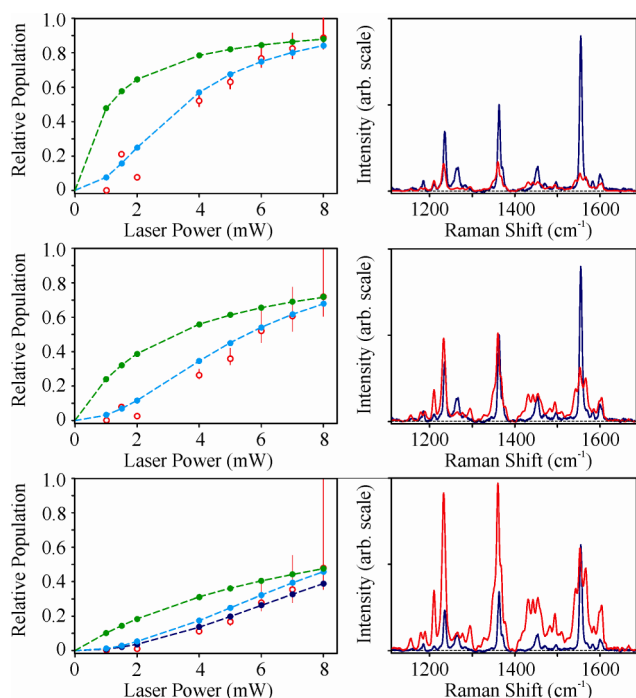 Relative Population
1.0
0.8
0.6
0.4
0.2
0
0 2 4 6 8
Laser Power (mW)
Intensity (arb. scale)
1200 1400 1600
Raman Shift (cm-1)
Relative Population
1.0
0.8
0.6
0.4
0.2
0
0 2 4 6 8
Laser Power (mW)
Intensity (arb. scale)
1200 1400 1600
Raman Shift (cm-1)
Relative Population
1.0
0.8
0.6
0.4
0.2
0
0 2 4 6 8
Laser Power (mW)
Intensity (arb. scale)
1200 1400 1600
Raman Shift (cm-1)